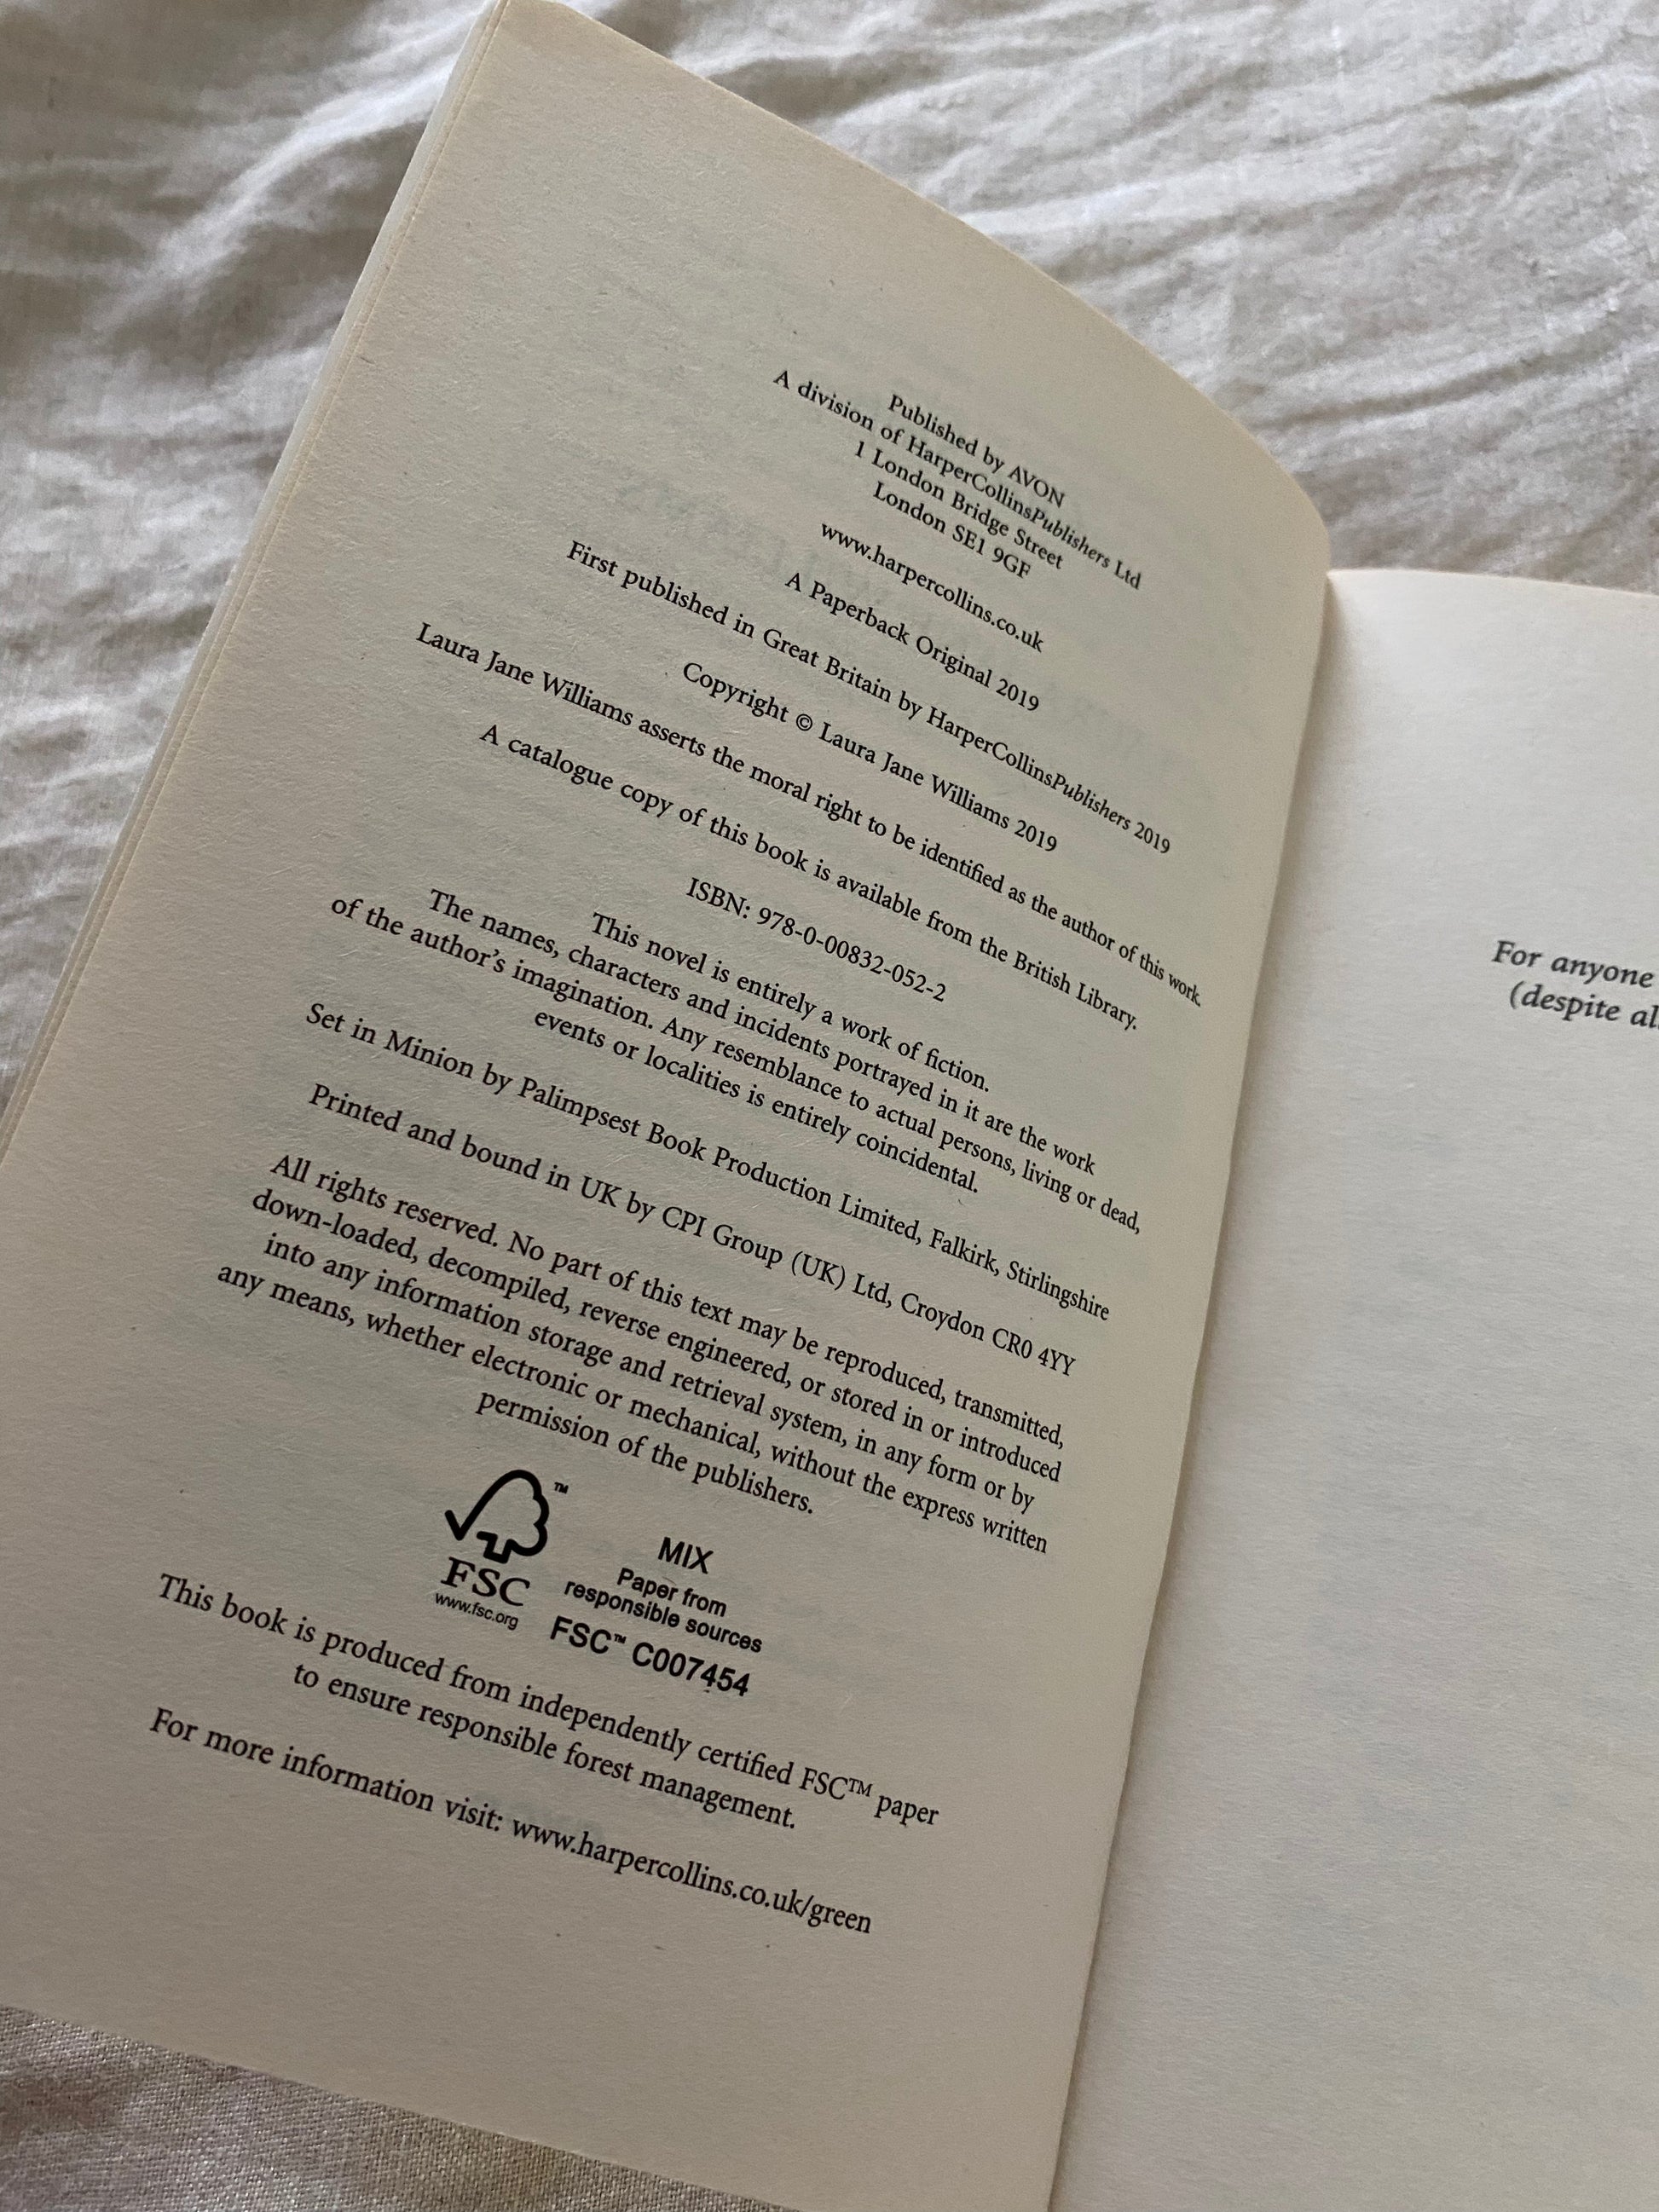 Published by AVON
A division of HarperCollinsPublishers Ltd
1 London Bridge Street
London SE1 9GF
www.harpercollins.co.uk
A Paperback Original 2019
First published in Great Britain by HarperCollinsPublishers 2019
Copyright © Laura Jane Williams 2019
Laura Jane Williams asserts the moral right to be identified as the author of this work.
A catalogue copy of this book is available from the British Library.
ISBN: 978-0-00832-052-2
This novel is entirely a work of fiction.
The names, characters and incidents portrayed in it are the work
of the author’s imagination. Any resemblance to actual persons, living or dead,
events or localities is entirely coincidental.
Set in Minion by Palimpsest Book Production Limited, Falkirk, Stirlingshire
Printed and bound in UK by CPI Group (UK) Ltd, Croydon CR0 4YY
All rights reserved. No part of this text may be reproduced, transmitted,
down-loaded, decompiled, reverse engineered, or stored in or introduced
into any information storage and retrieval system, in any form or by
any means, whether electronic or mechanical, without the express written
permission of the publishers.
™
FSC
www.fsc.org
MIX
Paper from
responsible sources
FSC™ C007454
This book is produced from independently certified FSC™ paper
to ensure responsible forest management.
For more information visit: www.harpercollins.co.uk/green
For anyone
(despite